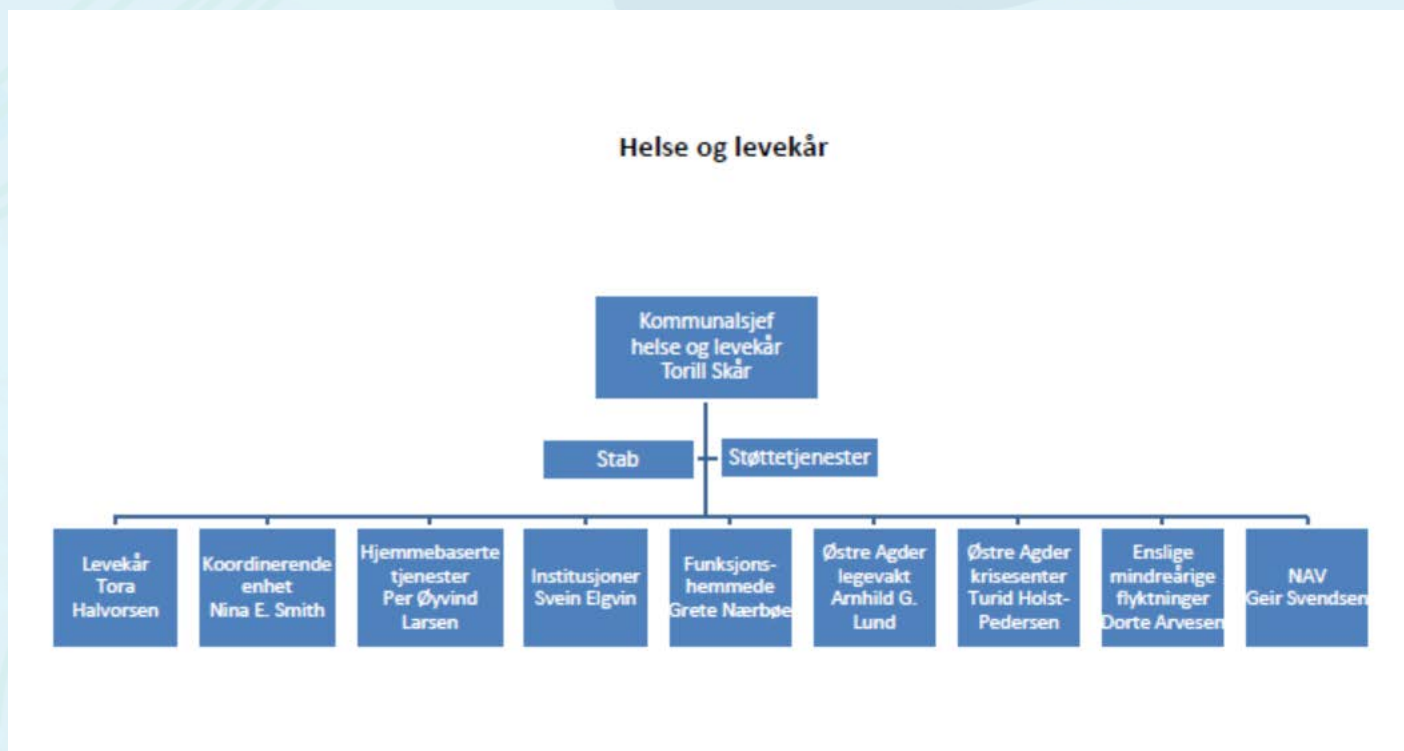 Helse og levekår
Kommunalsjef
helse og levekår
Torill Skår
Stab
Støttetjenester
Levekår
Tora
Halvorsen
Koordinerende
enhet
Nina E. Smith
Hjemmebaserte
tjenester
Per Øyvind
Larsen
Institusjoner
Svein Elgvin
Funksjons-
hemmede
Grete Nærbøe
Østre Agder
legevakt
Arnhild G.
Lund
Østre Agder
krisesenter
Turid Holst-
Pedersen
Enslige
mindreårige
flyktninger
Dorte Arvesen
NAV
Geir Svendsen